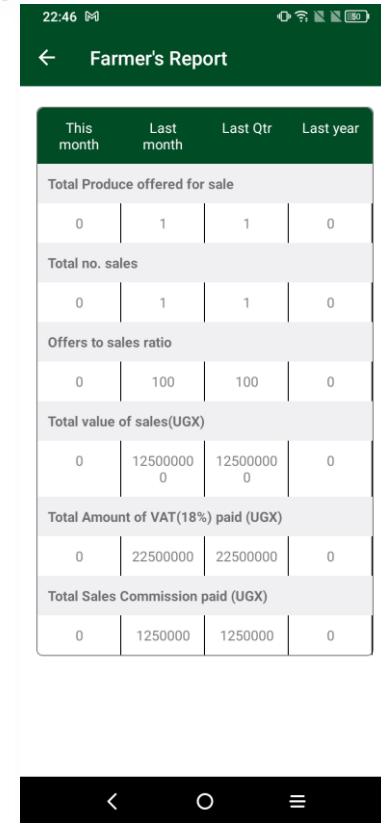 22:46 50
Farmer's Report
This Last Last Qtr Last year
month month
Total Produce offered for sale
0 1 1 0
Total no. sales
0 1 1 0
Offers to sales ratio
0 100 100 0
Total value of sales(UGX)
0 12500000 12500000 0
0 0
Total Amount of VAT(18%) paid (UGX)
0 22500000 22500000 0
Total Sales Commission paid (UGX)
0 1250000 1250000 0